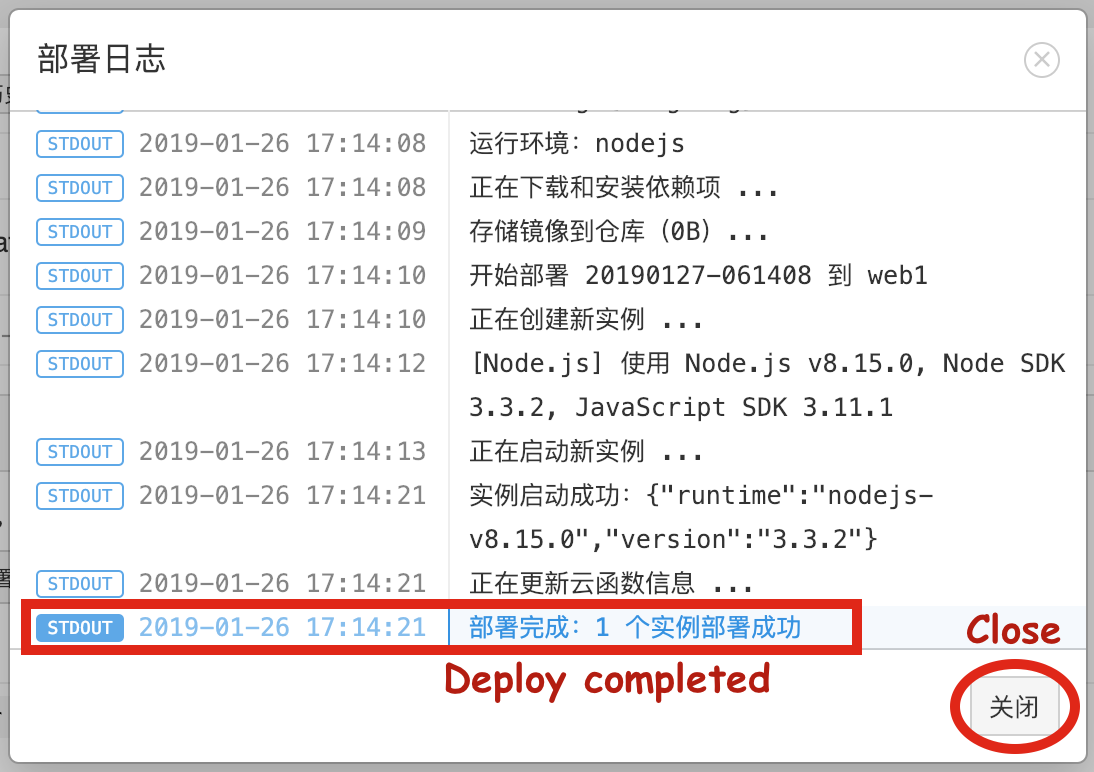 部署日志
STDOUT 2019-01-26 17:14:08 运行环境：nodejs
STDOUT 2019-01-26 17:14:08 正在下载和安装依赖项 ...
STDOUT 2019-01-26 17:14:09 存储镜像到仓库（0B）...
STDOUT 2019-01-26 17:14:10 开始部署 20190127-061408 到 web1
STDOUT 2019-01-26 17:14:10 正在创建新实例 ...
STDOUT 2019-01-26 17:14:12 [Node.js] 使用 Node.js v8.15.0, Node SDK
3.3.2, JavaScript SDK 3.11.1
STDOUT 2019-01-26 17:14:13 正在启动新实例 ...
STDOUT 2019-01-26 17:14:21 实例启动成功：{"runtime":"nodejs-
v8.15.0","version":"3.3.2"}
STDOUT 2019-01-26 17:14:21 正在更新云函数信息 ...
STDOUT 2019-01-26 17:14:21 部署完成：1 个实例部署成功
Close
Deploy completed
关闭